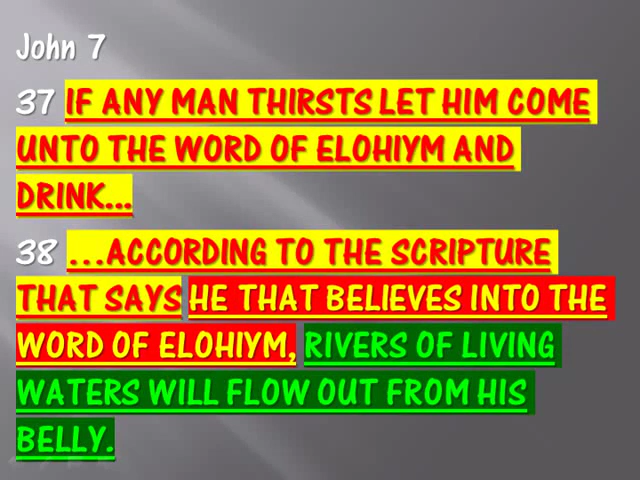 John 7
37 IF ANY MAN THIRSTS LET HIM COME
UNTO THE WORD OF ELOHIYM AND
DRINK...
38 ...ACCORDING TO THE SCRIPTURE
THAT SAYS HE THAT BELIEVES INTO THE
WORD OF ELOHIYM, RIVERS OF LIVING
WATERS WILL FLOW OUT FROM HIS
BELLY.